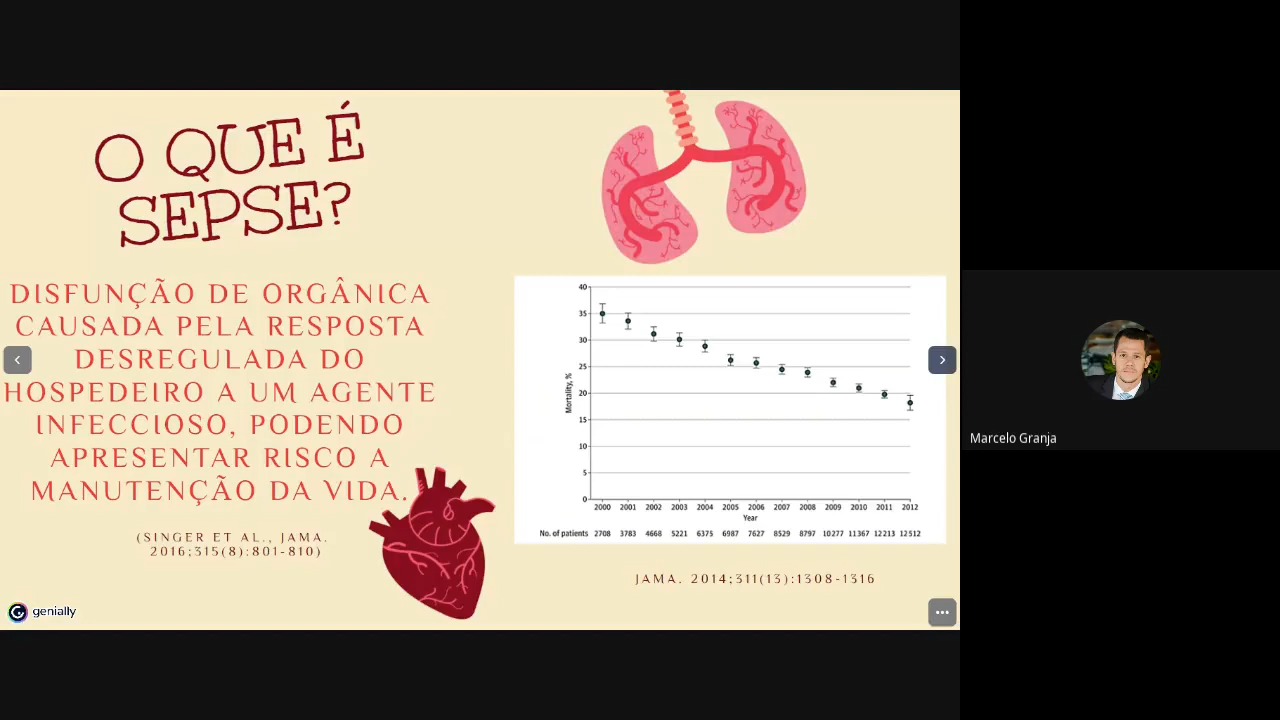 O QUE É
SEPSE?
DISFUNÇÃO DE ORGÂNICA
CAUSADA PELA RESPOSTA
DESREGULADA DO
HOSPEDEIRO A UM AGENTE
INFECCIOSO, PODENDO
APRESENTAR RISCO A
MANUTENÇÃO DA VIDA.
(SINGER ET AL., JAMA.
2016;315(8):801-810)
genially
40
35
30
25
20
15
10
5
0
Mortality, %
2000 2001 2002 2003 2004 2005 2006 2007 2008 2009 2010 2011 2012
Year
No. of patients 2708 3783 4668 5221 6375 6987 7627 8529 8797 10277 11367 12213 12512
JAMA. 2014;311(13):1308-1316
Marcelo Granja